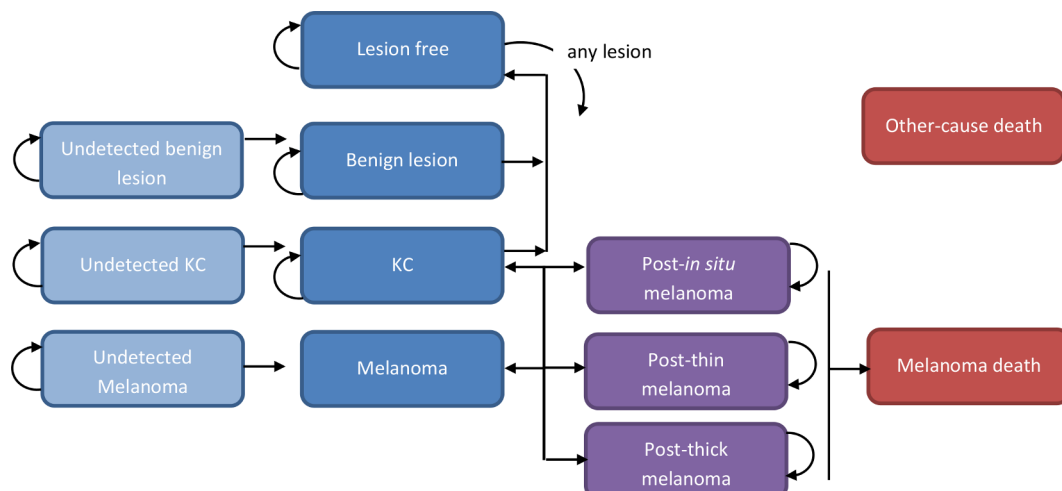 Lesion free
any lesion
Other-cause death
Undetected benign
lesion
Benign lesion
Undetected KC
KC
Post-in situ
melanoma
Undetected
Melanoma
Melanoma
Post-thin
melanoma
Melanoma death
Post-thick
melanoma